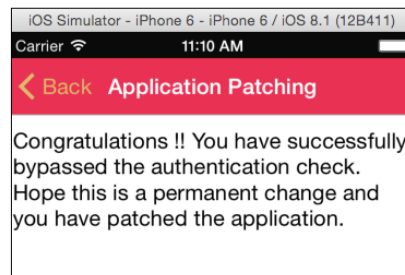 iOS Simulator - iPhone 6 - iPhone 6 / iOS 8.1 (12B411)
Carrier 11:10 AM
Back Application Patching
Congratulations !! You have successfully
bypassed the authentication check.
Hope this is a permanent change and
you have patched the application.